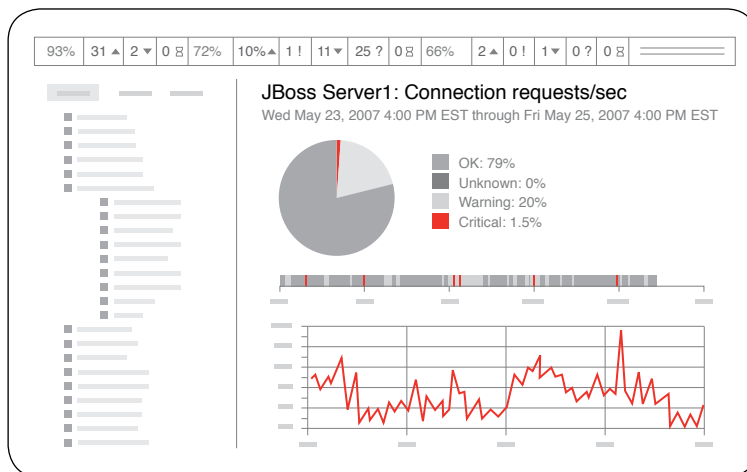 93% 31 ▲ 2 ▼ 0 ⧖ 72% 10% ▲ 1 ! 11 ▼ 25 ? 0 ⧖ 66% 2 ▲ 0 ! 1 ▼ 0 ? 0 ⧖
JBoss Server1: Connection requests/sec
Wed May 23, 2007 4:00 PM EST through Fri May 25, 2007 4:00 PM EST
OK: 79%
Unknown: 0%
Warning: 20%
Critical: 1.5%